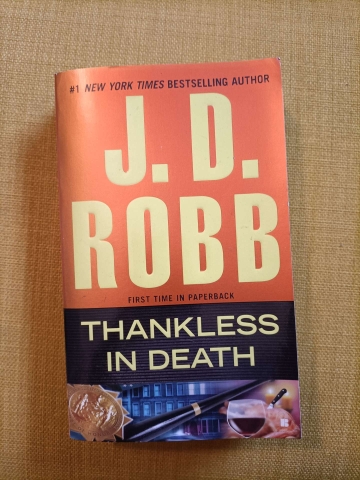 #1 NEW YORK TIMES BESTSELLING AUTHOR
J. D.
ROBB
FIRST TIME IN PAPERBACK
THANKLESS
IN DEATH